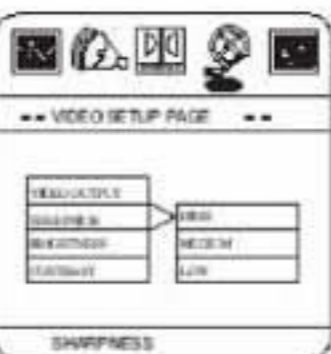 -- VIDEO SETUP PAGE --
VIDEO OUTPUT
SHARPNESS
BRIGHTNESS
CONTRAST
HIGH
MEDIUM
LOW
SHARPNESS